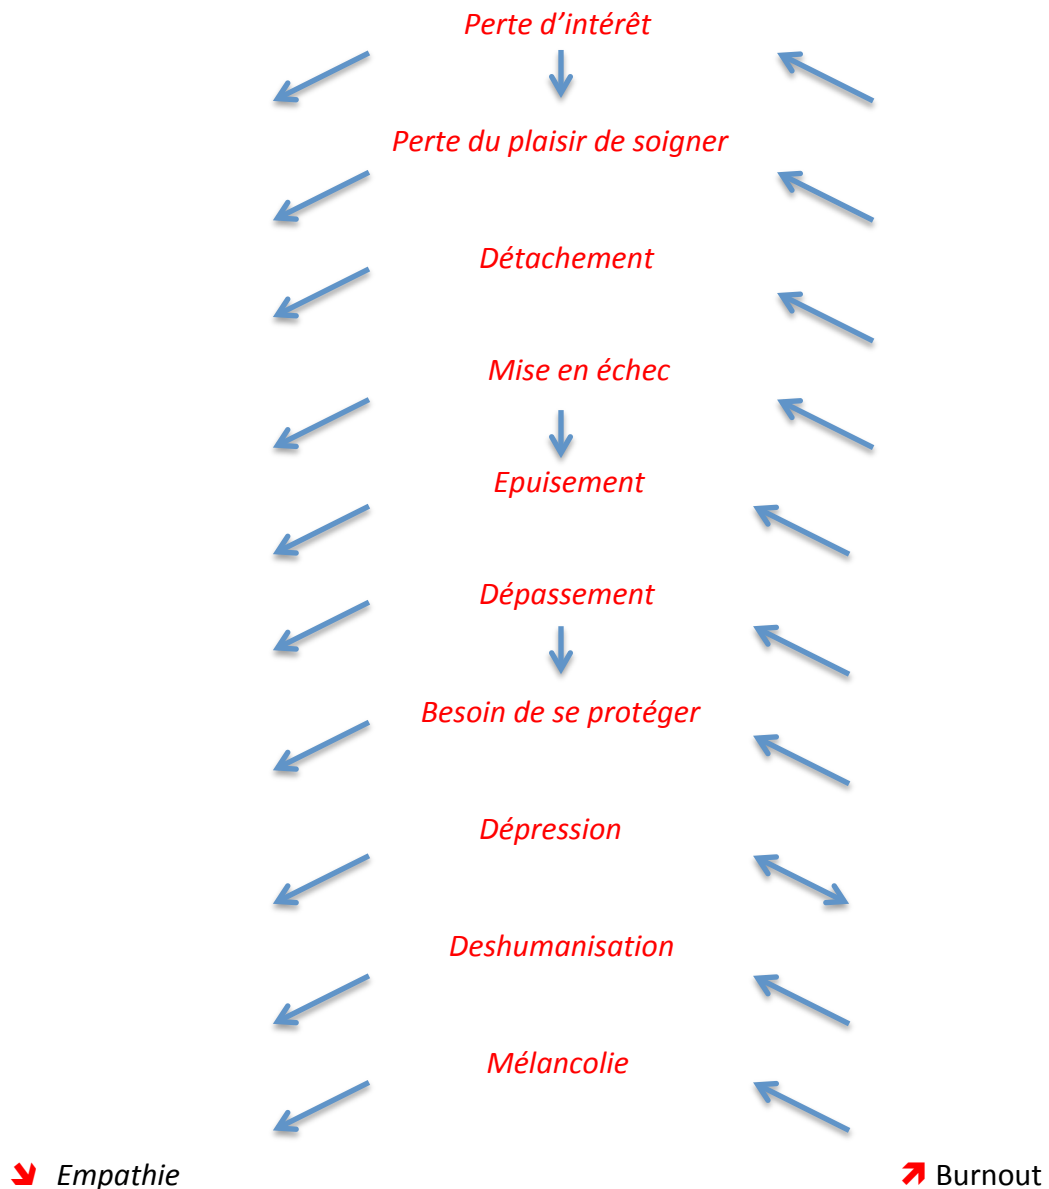 Perte d’intérêt
Perte du plaisir de soigner
Détachement
Mise en échec
Epuisement
Dépassement
Besoin de se protéger
Dépression
Deshumanisation
Mélancolie
Empathie
Burnout